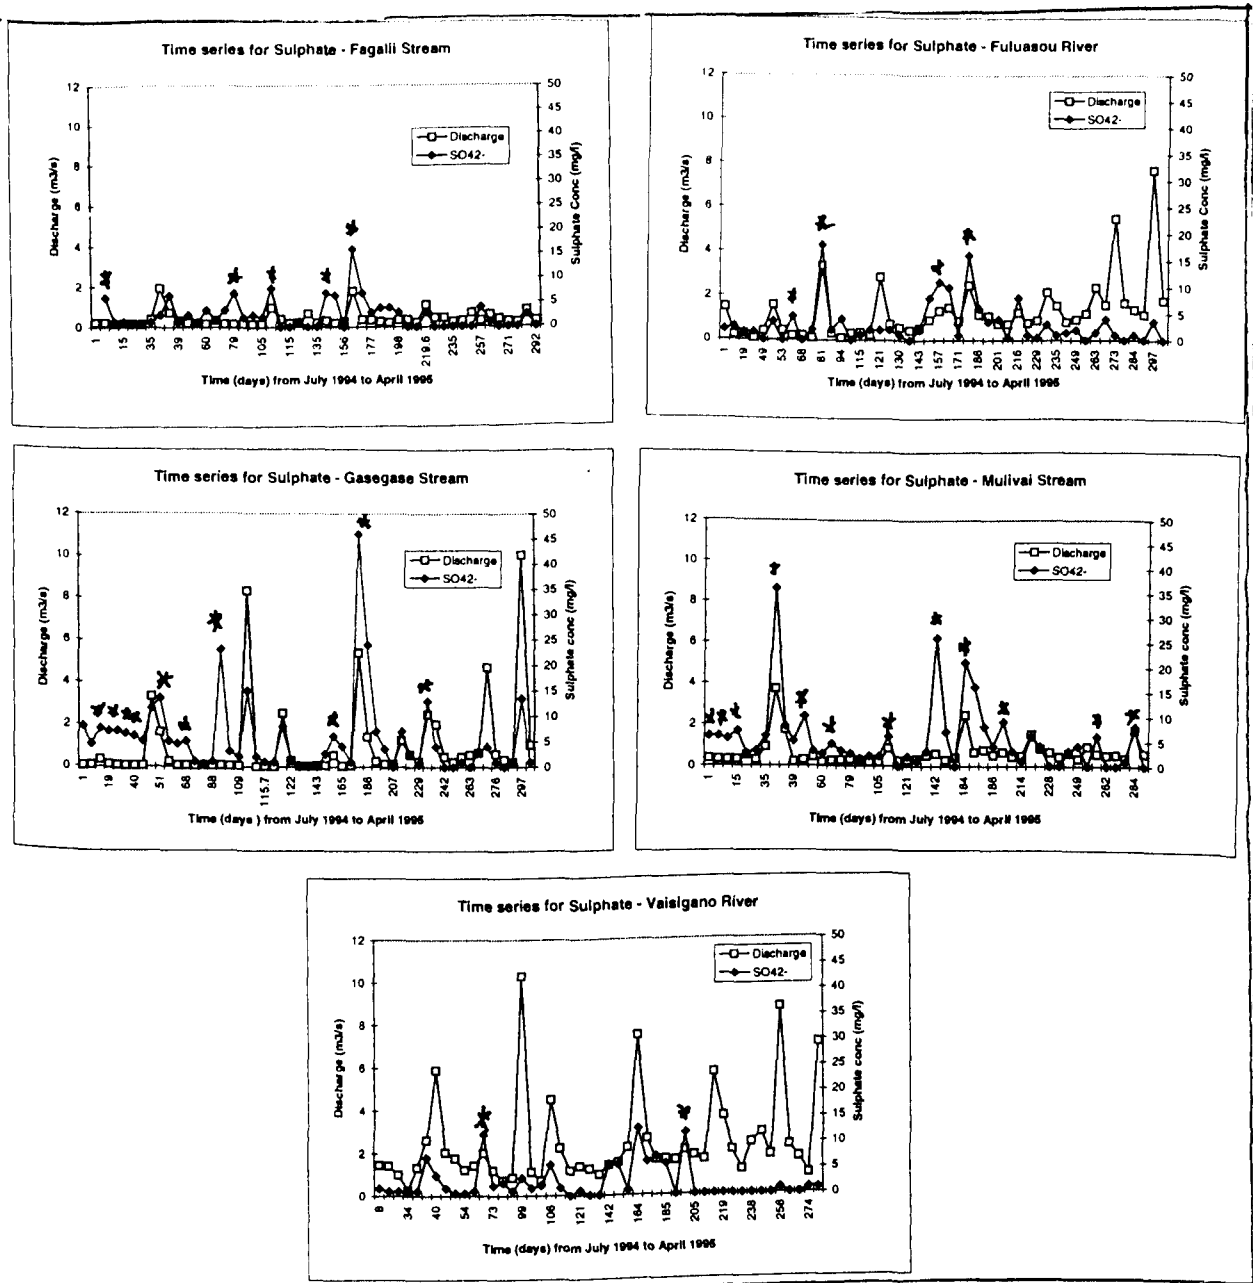 Time series for Sulphate - Fagalii Stream
12
10
8
6
4
2
0
50
45
40
35
30
25
20
15
10
5
0
Discharge (m3/s)
Sulphate Conc (mg/l)
Discharge
SO42-
1 15 35 39 60 79 105 115 135 156 177 198 219.6 235 257 271 292
Time (days) from July 1994 to April 1995
Time series for Sulphate - Fuluasou River
12
10
8
6
4
2
0
50
45
40
35
30
25
20
15
10
5
0
Discharge (m3/s)
Sulphate Conc (mg/l)
Discharge
SO42-
1 19 49 53 68 81 94 115 121 130 143 157 171 186 201 216 229 235 249 263 273 284 297
Time (days) from July 1994 to April 1995
Time series for Sulphate - Gasegase Stream
12
10
8
6
4
2
0
50
45
40
35
30
25
20
15
10
5
0
Discharge (m3/s)
Sulphate conc (mg/l)
Discharge
SO42-
1 19 40 51 68 88 109 115.7 122 143 165 186 207 229 242 263 276 297
Time (days ) from July 1994 to April 1995
Time series for Sulphate - Mulivai Stream
12
10
8
6
4
2
0
50
45
40
35
30
25
20
15
10
5
0
Discharge (m3/s)
Sulphate conc (mg/l)
Discharge
SO42-
1 15 35 39 60 79 105 121 142 184 186 214 228 249 262 284
Time (days) from July 1994 to April 1995
Time series for Sulphate - Vaisigano River
12
10
8
6
4
2
0
50
45
40
35
30
25
20
15
10
5
0
Discharge (m3/s)
Sulphate conc (mg/l)
Discharge
SO42-
8 34 40 54 73 99 106 121 142 164 185 205 219 238 256 274
Time (days) from July 1994 to April 1995